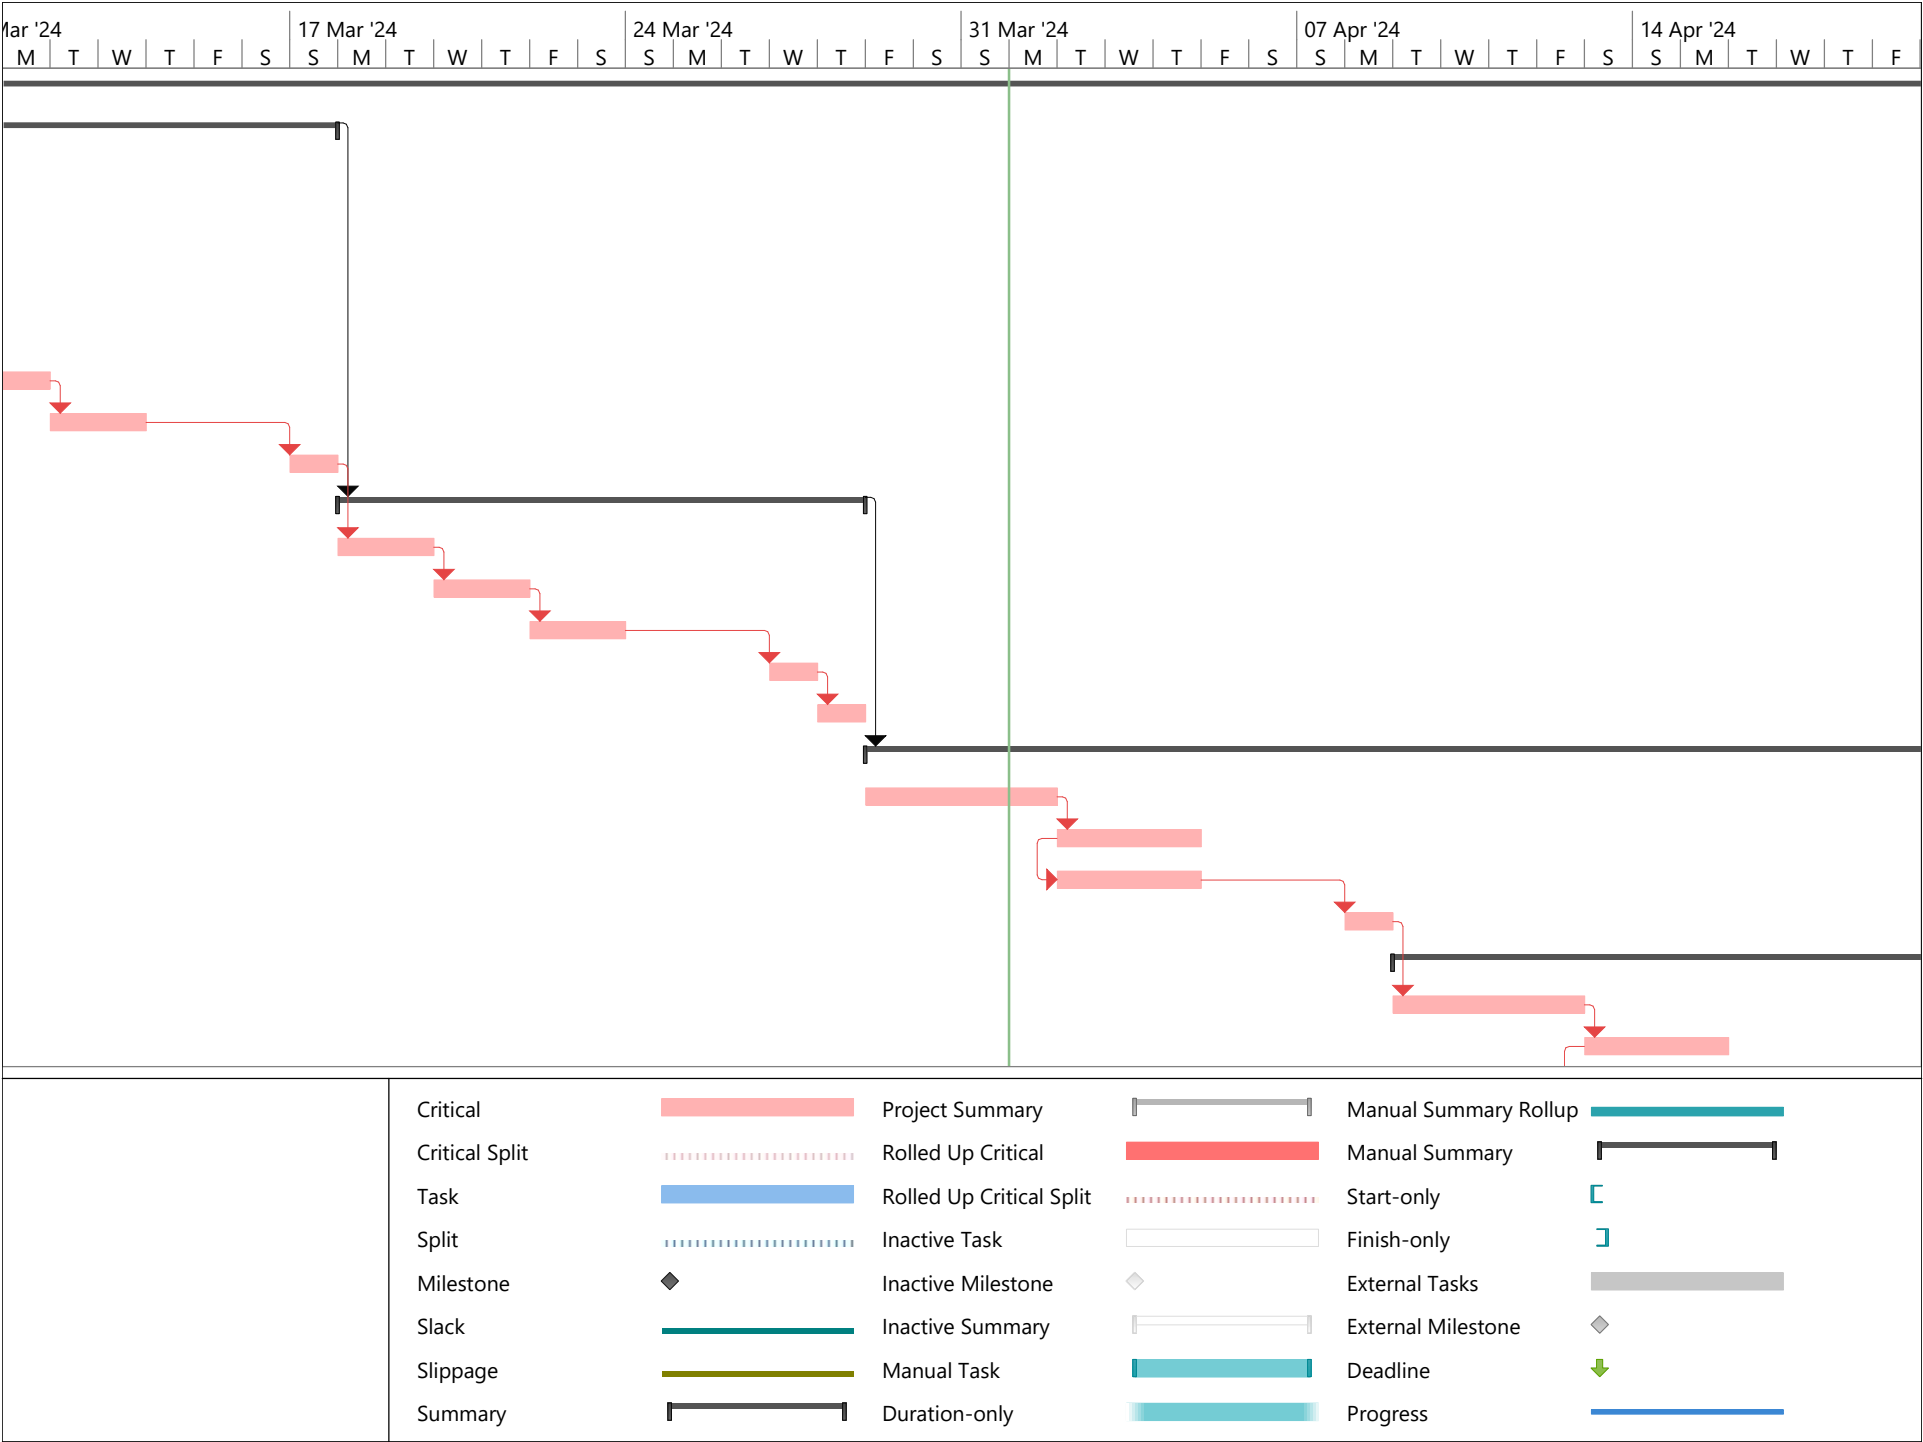 Mar '24 17 Mar '24 24 Mar '24 31 Mar '24 07 Apr '24 14 Apr '24
M T W T F S S M T W T F S S M T W T F S S M T W T F S S M T W T F S S M T W T F
Critical Project Summary Manual Summary Rollup
Critical Split Rolled Up Critical Manual Summary
Task Rolled Up Critical Split Start-only
Split Inactive Task Finish-only
Milestone Inactive Milestone External Tasks
Slack Inactive Summary External Milestone
Slippage Manual Task Deadline
Summary Duration-only Progress